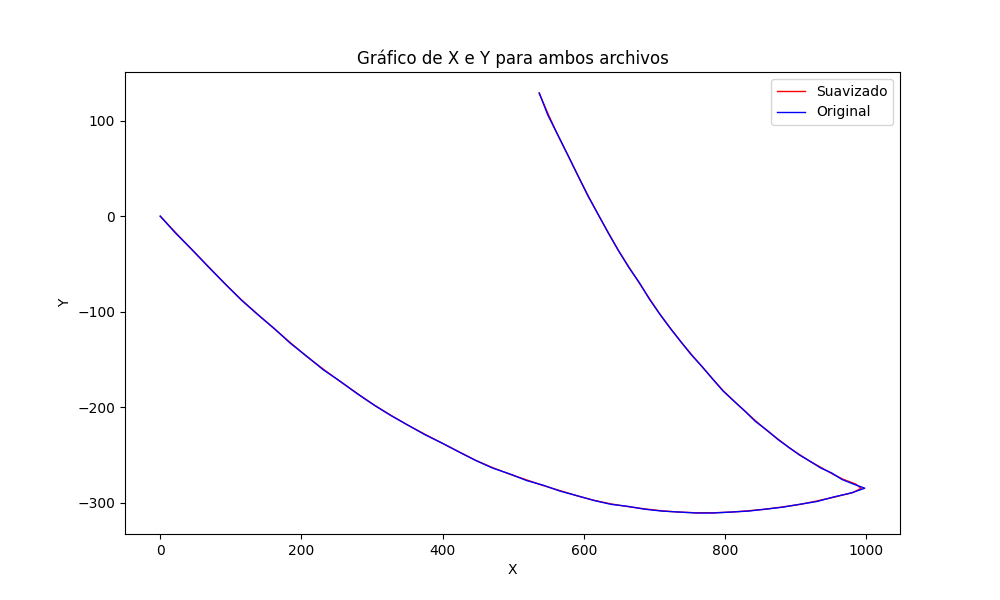 Gráfico de X e Y para ambos archivos
Suavizado
Original
100
0
−100
−200
−300
Y
0 200 400 600 800 1000
X